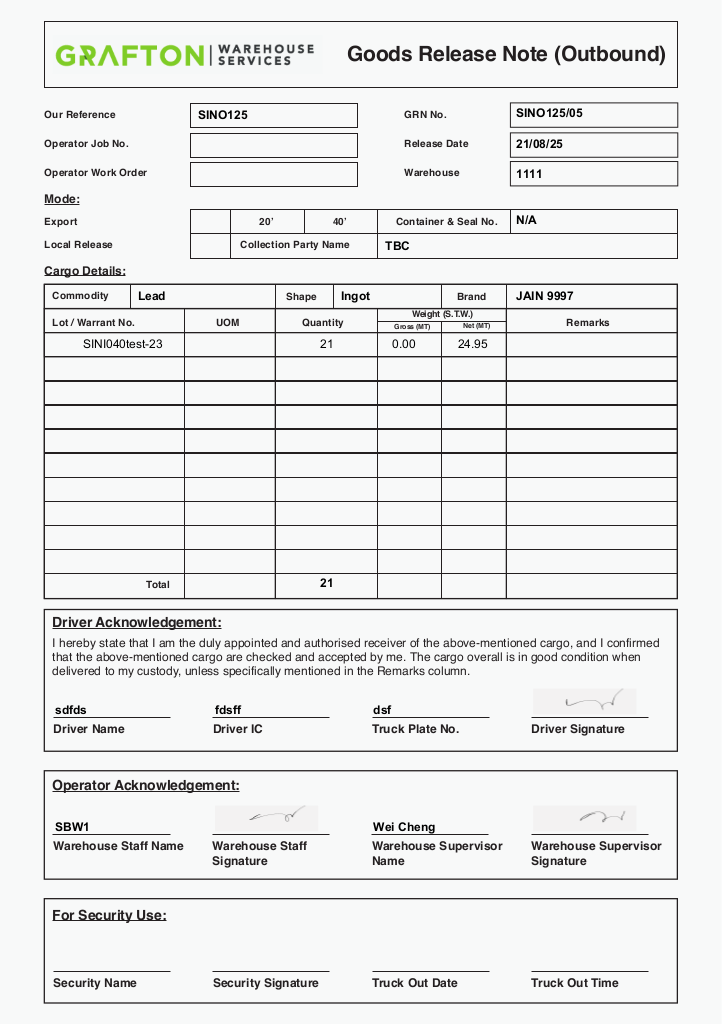 GRAFTON WAREHOUSE SERVICES
Goods Release Note (Outbound)
Our Reference SINO125 GRN No. SINO125/05
Operator Job No. Release Date 21/08/25
Operator Work Order Warehouse 1111
Mode:
Export 20' 40' Container & Seal No. N/A
Local Release Collection Party Name TBC
Cargo Details:
Commodity Lead Shape Ingot Brand JAIN 9997
Lot / Warrant No. UOM Quantity Weight (S.T.W.) Remarks
Gross (MT) Net (MT)
SINI040test-23 21 0.00 24.95
Total 21
Driver Acknowledgement:
I hereby state that I am the duly appointed and authorised receiver of the above-mentioned cargo, and I confirmed
that the above-mentioned cargo are checked and accepted by me. The cargo overall is in good condition when
delivered to my custody, unless specifically mentioned in the Remarks column.
sdfds fdsff dsf
Driver Name Driver IC Truck Plate No. Driver Signature
Operator Acknowledgement:
SBW1 Wei Cheng
Warehouse Staff Name Warehouse Staff Signature Warehouse Supervisor Name Warehouse Supervisor Signature
For Security Use:
Security Name Security Signature Truck Out Date Truck Out Time